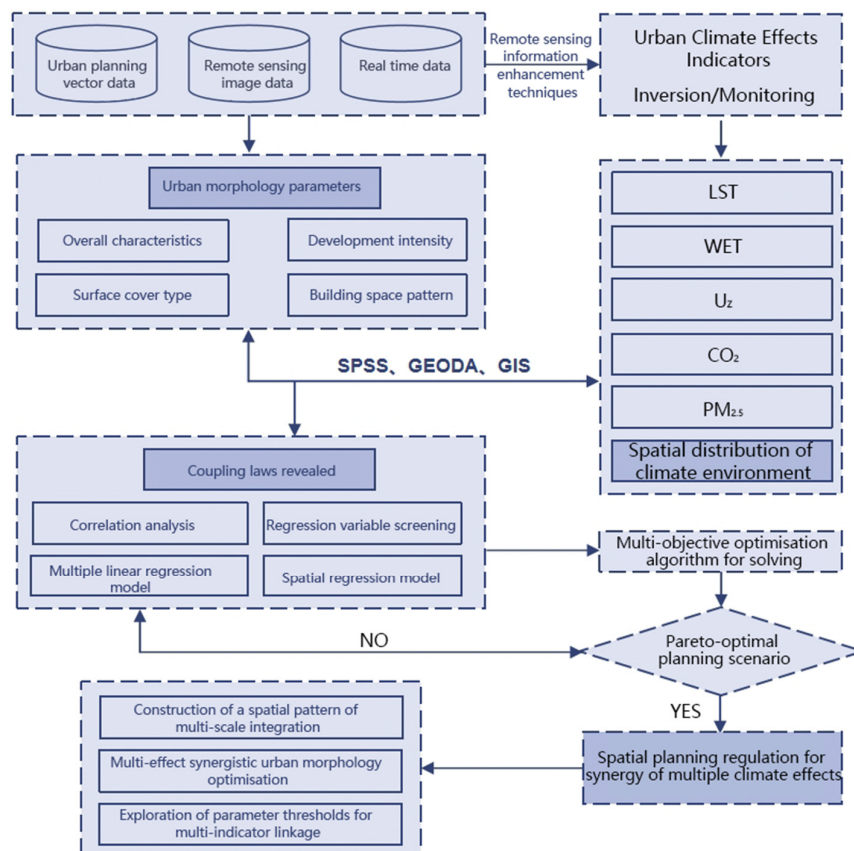 Urban planning
vector data
Remote sensing
image data
Real time data
Remote sensing
information
enhancement
techniques
Urban Climate Effects
Indicators
Inversion/Monitoring
Urban morphology parameters
Overall characteristics
Development intensity
Surface cover type
Building space pattern
LST
WET
Uz
CO₂
PM₂.₅
Spatial distribution of
climate environment
SPSS、GEODA、GIS
Coupling laws revealed
Correlation analysis
Regression variable screening
Multiple linear regression
model
Spatial regression model
Multi-objective optimisation
algorithm for solving
Pareto-optimal
planning scenario
NO
YES
Spatial planning regulation for
synergy of multiple climate effects
Construction of a spatial pattern of
multi-scale integration
Multi-effect synergistic urban morphology
optimisation
Exploration of parameter thresholds for
multi-indicator linkage